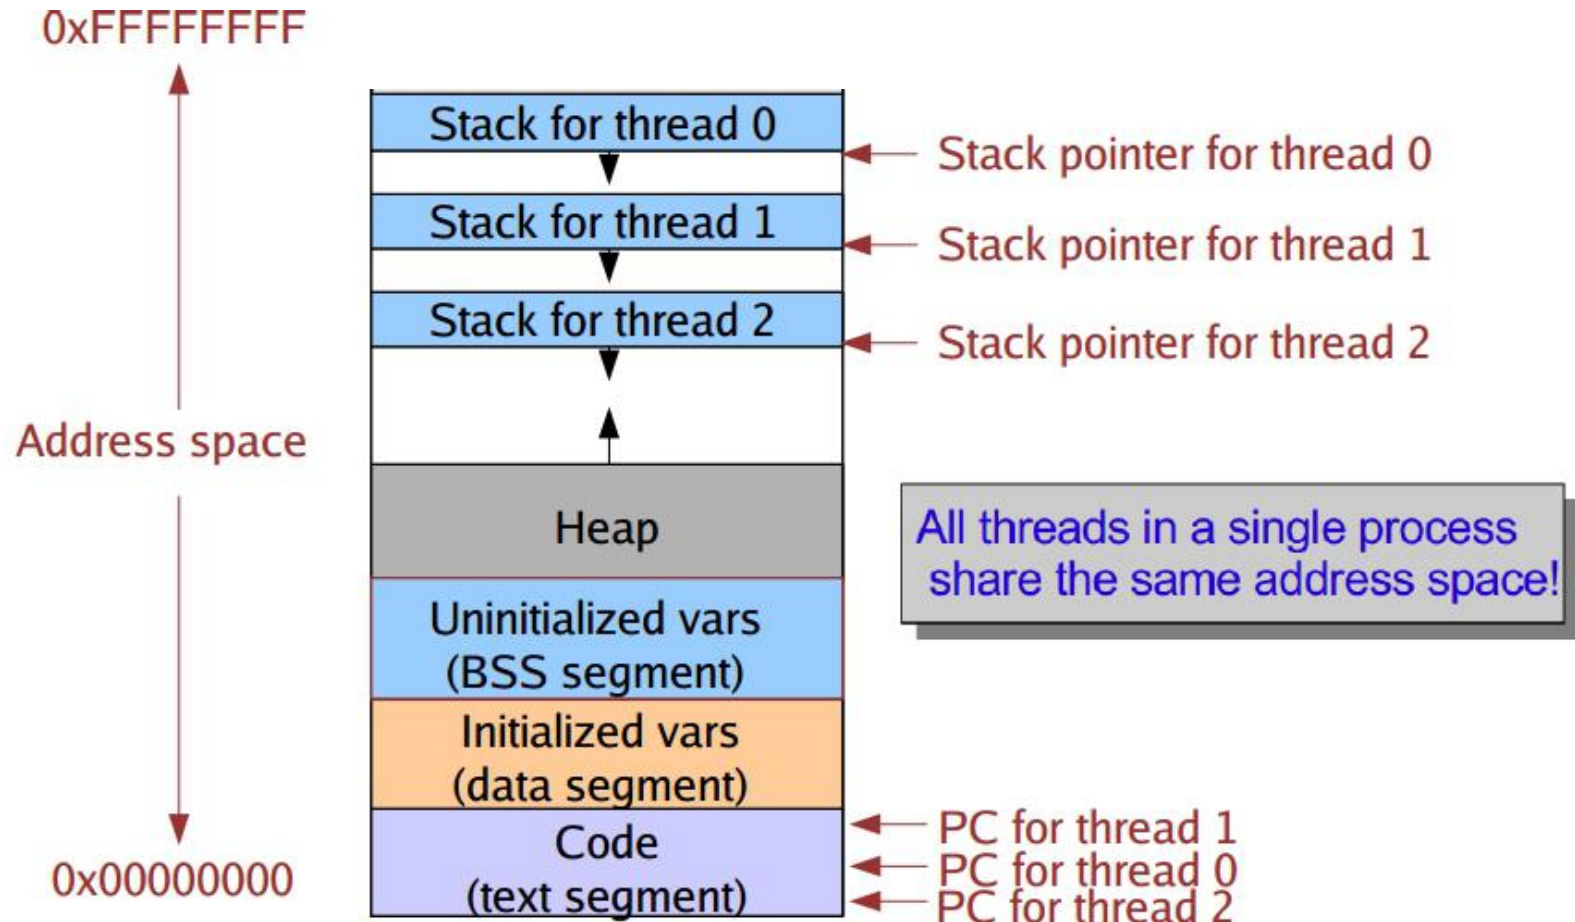 0xFFFFFFFF
Stack for thread 0
Stack pointer for thread 0
Stack for thread 1
Stack pointer for thread 1
Stack for thread 2
Stack pointer for thread 2
Address space
Heap
All threads in a single process
share the same address space!
Uninitialized vars
(BSS segment)
Initialized vars
(data segment)
Code
(text segment)
PC for thread 1
PC for thread 0
PC for thread 2
0x00000000